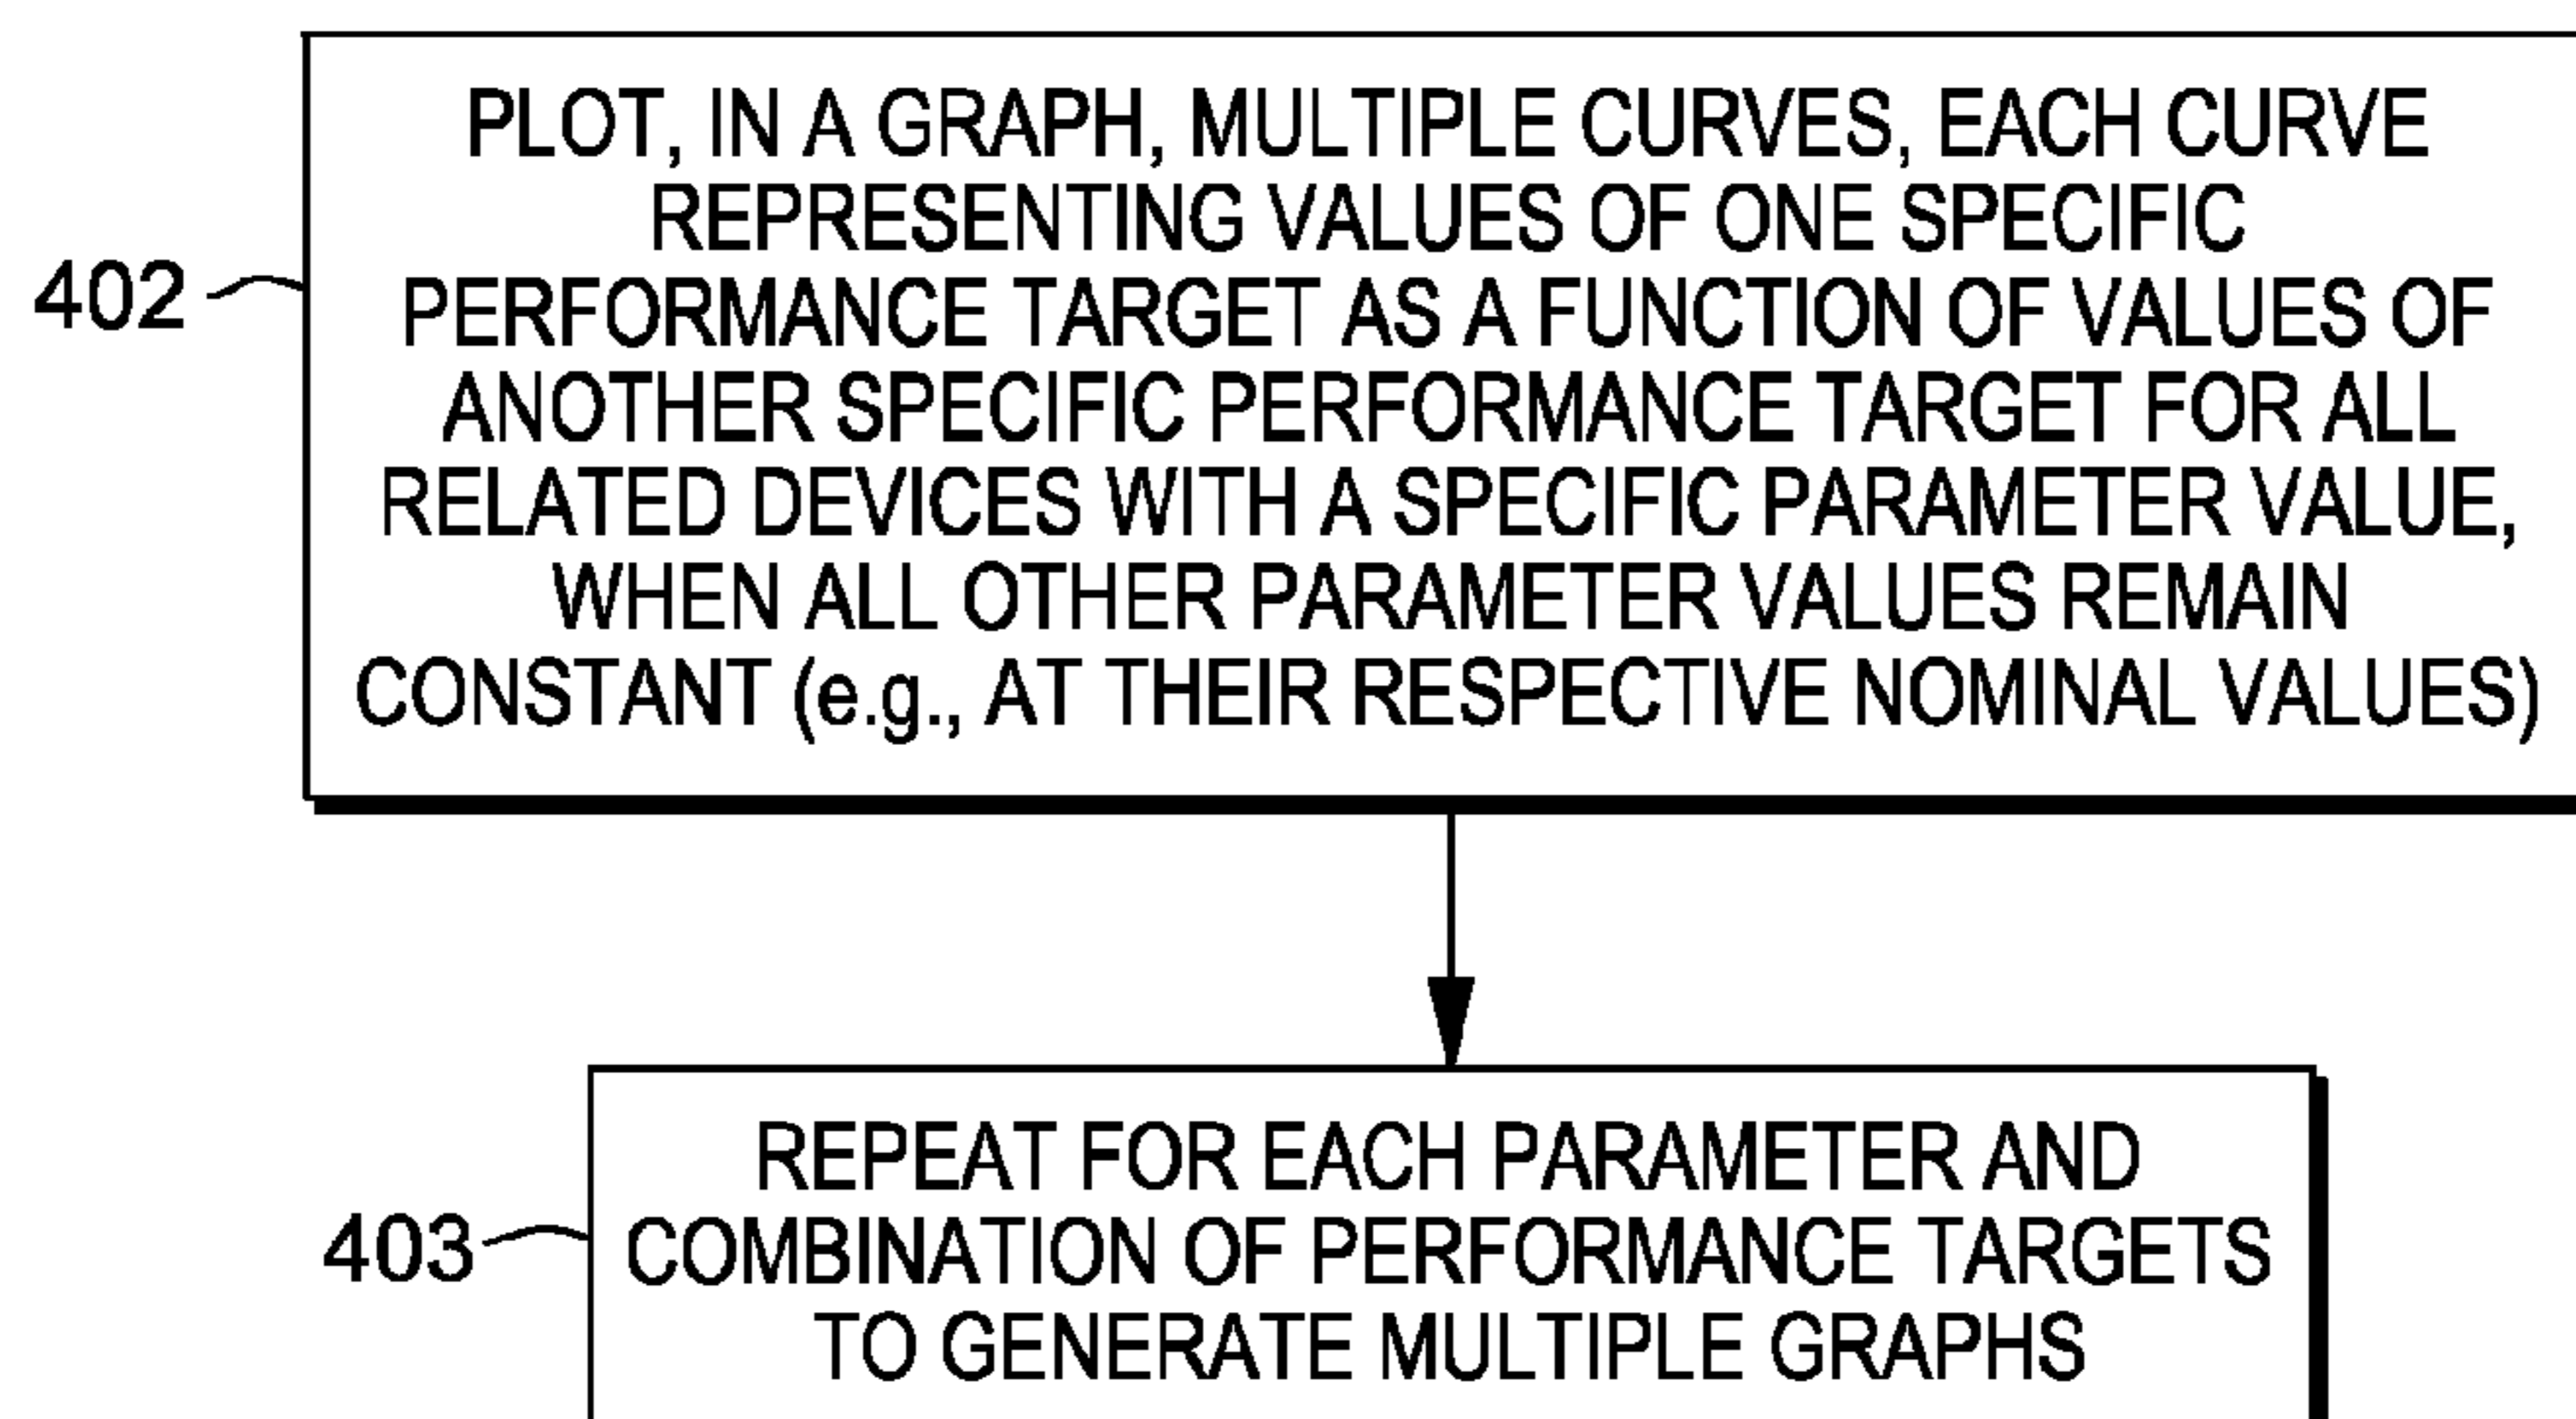 PLOT, IN A GRAPH, MULTIPLE CURVES, EACH CURVE
REPRESENTING VALUES OF ONE SPECIFIC
402
PERFORMANCE TARGET AS A FUNCTION OF VALUES OF
ANOTHER SPECIFIC PERFORMANCE TARGET FOR ALL
RELATED DEVICES WITH A SPECIFIC PARAMETER VALUE,
WHEN ALL OTHER PARAMETER VALUES REMAIN
CONSTANT (e.g., AT THEIR RESPECTIVE NOMINAL VALUES)
REPEAT FOR EACH PARAMETER AND
403
COMBINATION OF PERFORMANCE TARGETS
TO GENERATE MULTIPLE GRAPHS